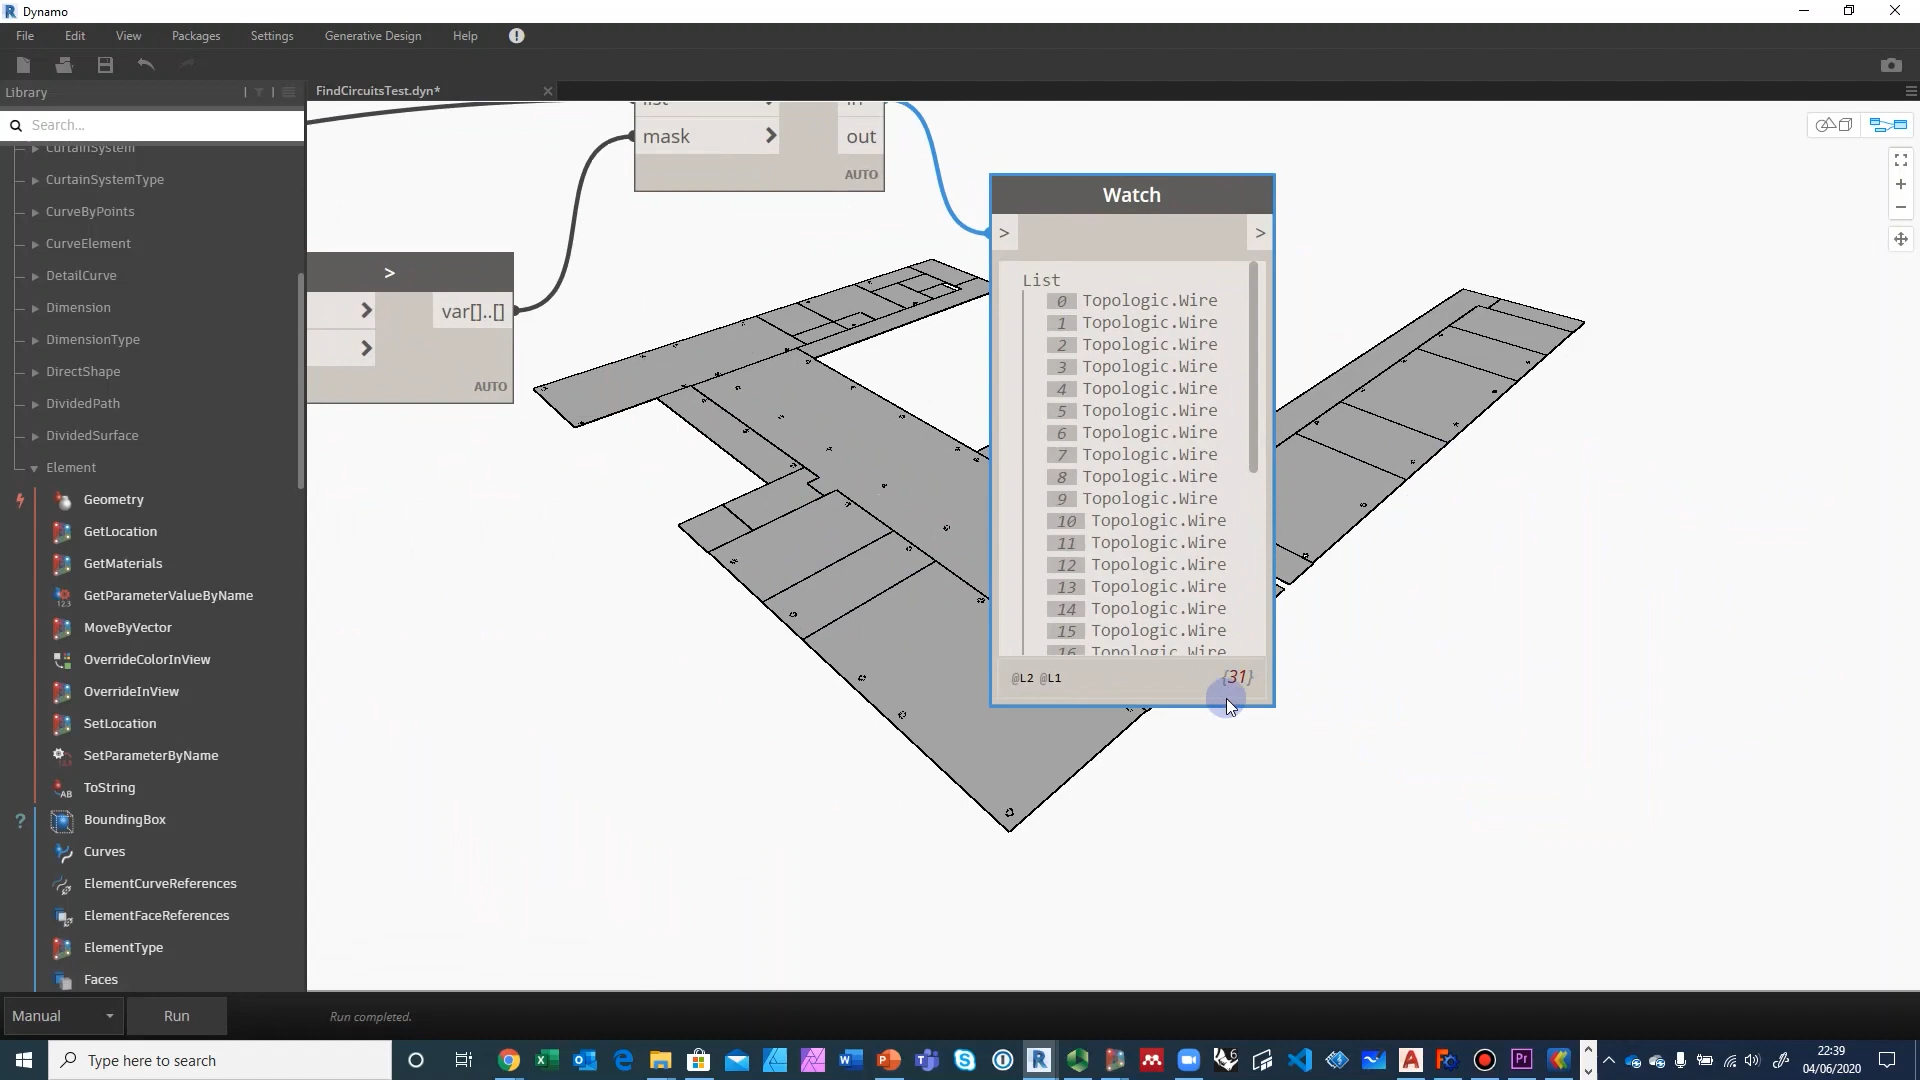 Dynamo
File Edit View Packages Settings Generative Design Help
Library
FindCircuitsTest.dyn*
Search...
CurtainSystem
CurtainSystemType
CurveByPoints
CurveElement
DetailCurve
Dimension
DimensionType
DirectShape
DividedPath
DividedSurface
Element
Geometry
GetLocation
GetMaterials
GetParameterValueByName
MoveByVector
OverrideColorInView
OverrideInView
SetLocation
SetParameterByName
ToString
BoundingBox
Curves
ElementCurveReferences
ElementFaceReferences
ElementType
Faces
list > in
mask > out
AUTO
>
> var[]..[]
>
AUTO
Watch
> >
List
0 Topologic.Wire
1 Topologic.Wire
2 Topologic.Wire
3 Topologic.Wire
4 Topologic.Wire
5 Topologic.Wire
6 Topologic.Wire
7 Topologic.Wire
8 Topologic.Wire
9 Topologic.Wire
10 Topologic.Wire
11 Topologic.Wire
12 Topologic.Wire
13 Topologic.Wire
14 Topologic.Wire
15 Topologic.Wire
16 Topologic.Wire
@L2 @L1 {31}
Manual Run Run completed.
Type here to search
22:39
04/06/2020